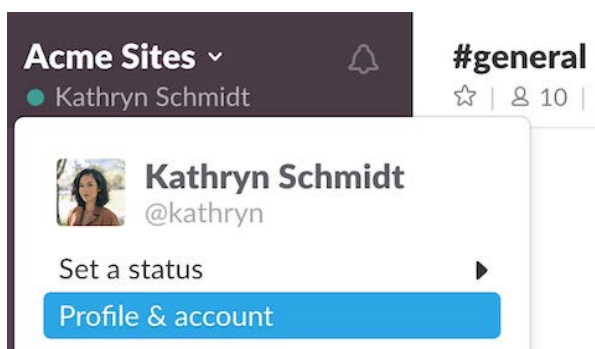 Acme Sites
Kathryn Schmidt
#general
10
Kathryn Schmidt
@kathryn
Set a status
Profile & account